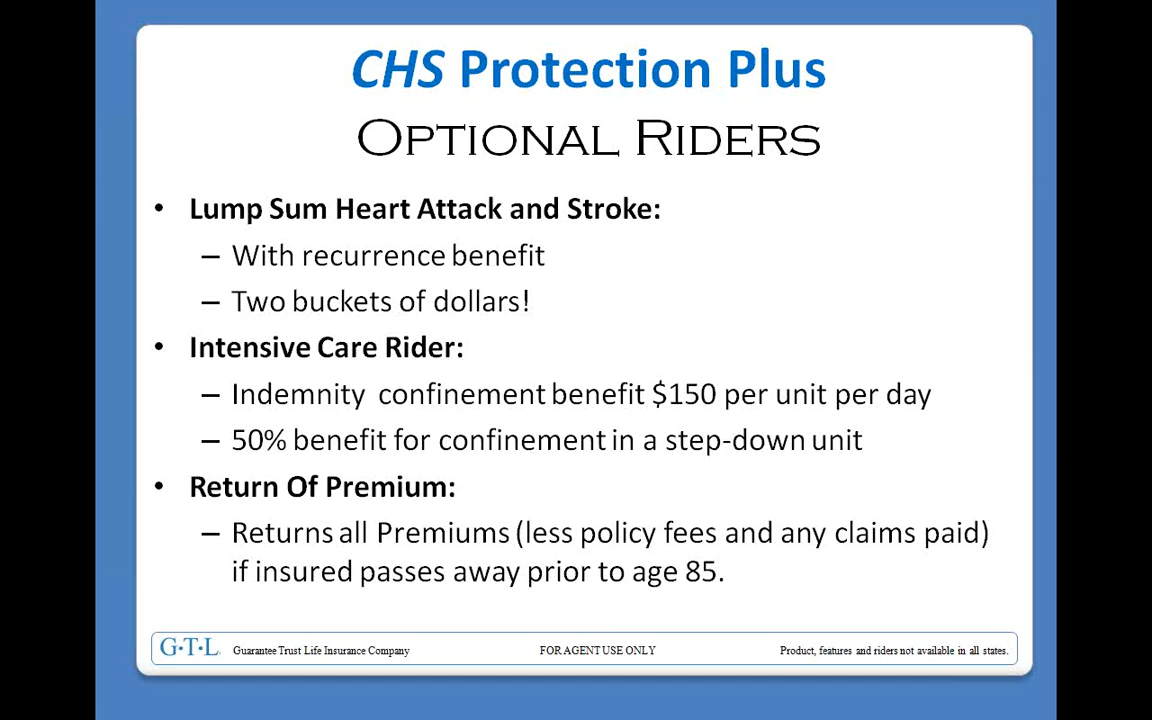 CHS Protection Plus
OPTIONAL RIDERS
• Lump Sum Heart Attack and Stroke:
– With recurrence benefit
– Two buckets of dollars!
• Intensive Care Rider:
– Indemnity confinement benefit $150 per unit per day
– 50% benefit for confinement in a step-down unit
• Return Of Premium:
– Returns all Premiums (less policy fees and any claims paid)
if insured passes away prior to age 85.
G·T·L Guarantee Trust Life Insurance Company FOR AGENT USE ONLY Product, features and riders not available in all states.